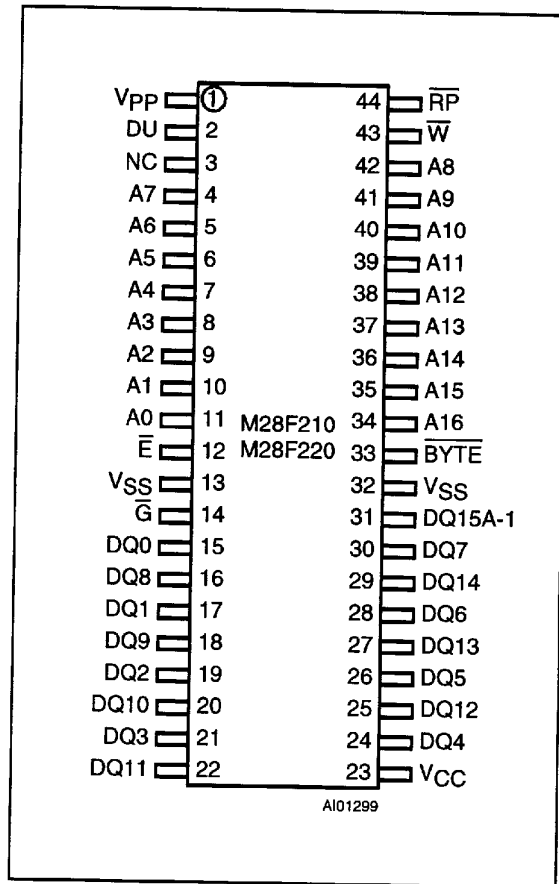 VPP 1 44 R̅P̅
DU 2 43 W̅
NC 3 42 A8
A7 4 41 A9
A6 5 40 A10
A5 6 39 A11
A4 7 38 A12
A3 8 37 A13
A2 9 36 A14
A1 10 35 A15
A0 11 M28F210 34 A16
E̅ 12 M28F220 33 B̅Y̅T̅E̅
VSS 13 32 VSS
G̅ 14 31 DQ15A-1
DQ0 15 30 DQ7
DQ8 16 29 DQ14
DQ1 17 28 DQ6
DQ9 18 27 DQ13
DQ2 19 26 DQ5
DQ10 20 25 DQ12
DQ3 21 24 DQ4
DQ11 22 23 VCC
AI01299